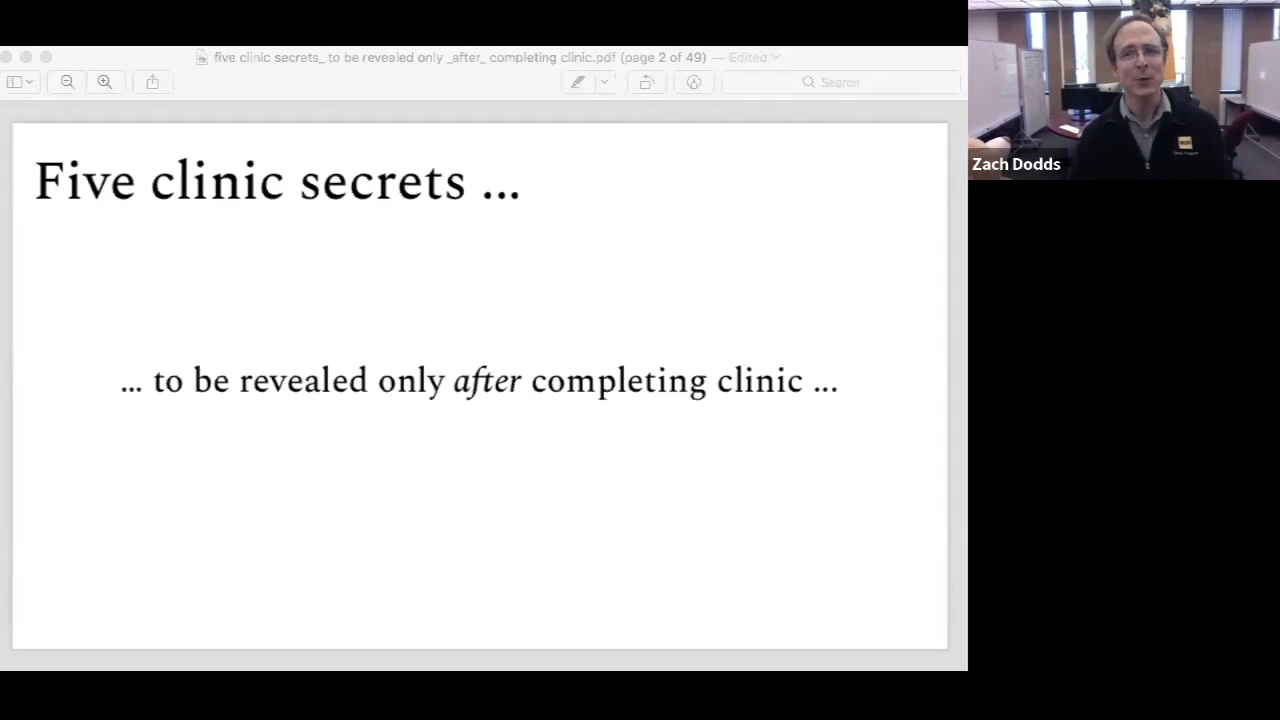 five clinic secrets_ to be revealed only _after_ completing clinic.pdf (page 2 of 49) — Edited
Search
Five clinic secrets ...
... to be revealed only after completing clinic ...
Zach Dodds